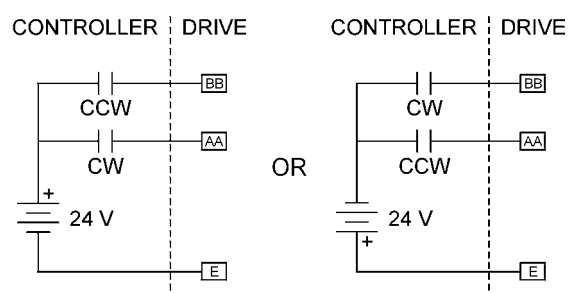 CONTROLLER DRIVE
BB
CCW
AA
CW
+
24 V
E
OR
CONTROLLER DRIVE
BB
CW
AA
CCW
24 V
+
E